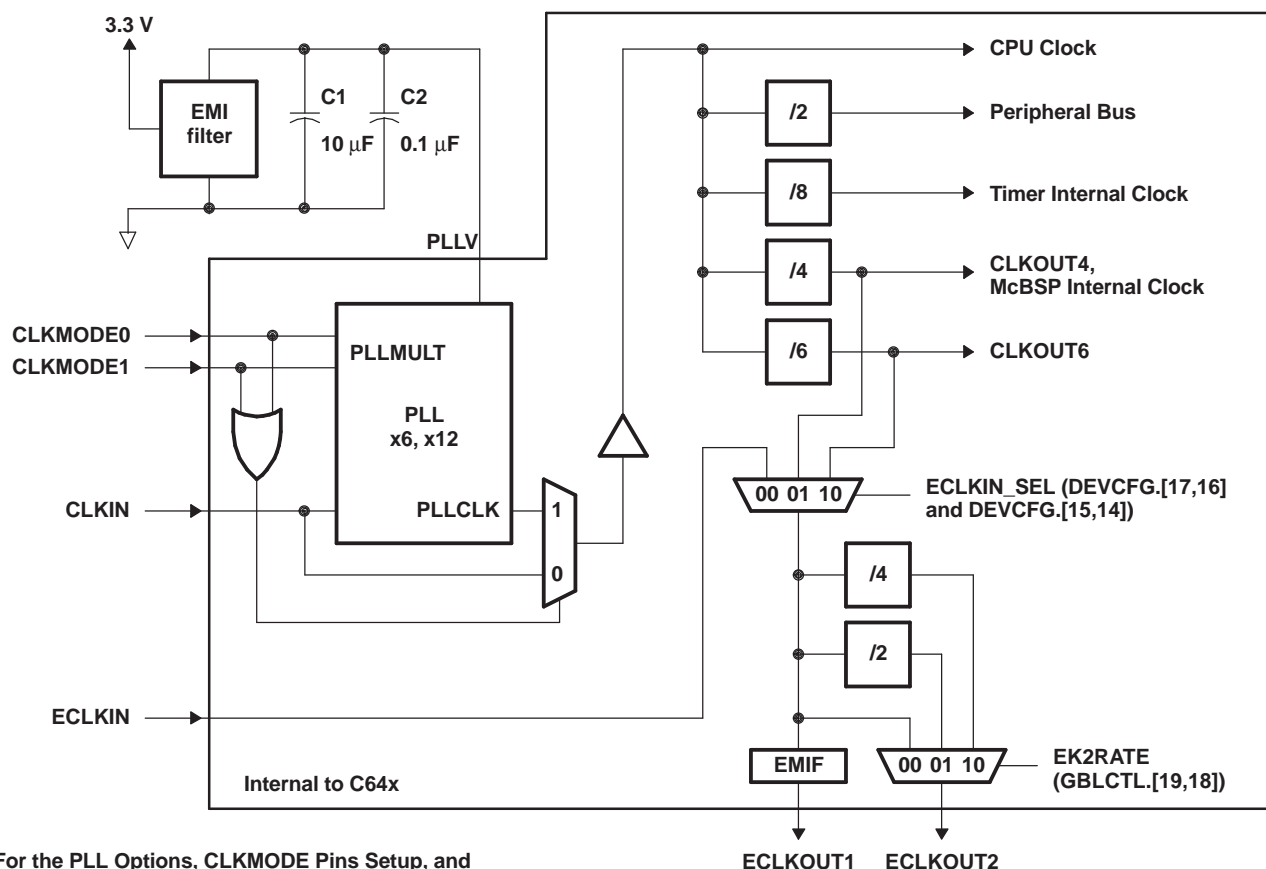 3.3 V
CPU Clock
EMI
filter
C1
10 μF
C2
0.1 μF
/2
Peripheral Bus
/8
Timer Internal Clock
PLLV
/4
CLKOUT4,
McBSP Internal Clock
CLKMODE0
PLLMULT
/6
CLKOUT6
CLKMODE1
PLL
x6, x12
00 01 10
ECLKIN_SEL (DEVCFG.[17,16]
and DEVCFG.[15,14])
CLKIN
PLLCLK
1
0
/4
/2
ECLKIN
EMIF
00 01 10
EK2RATE
(GBLCTL.[19,18])
Internal to C64x
For the PLL Options, CLKMODE Pins Setup, and
ECLKOUT1
ECLKOUT2